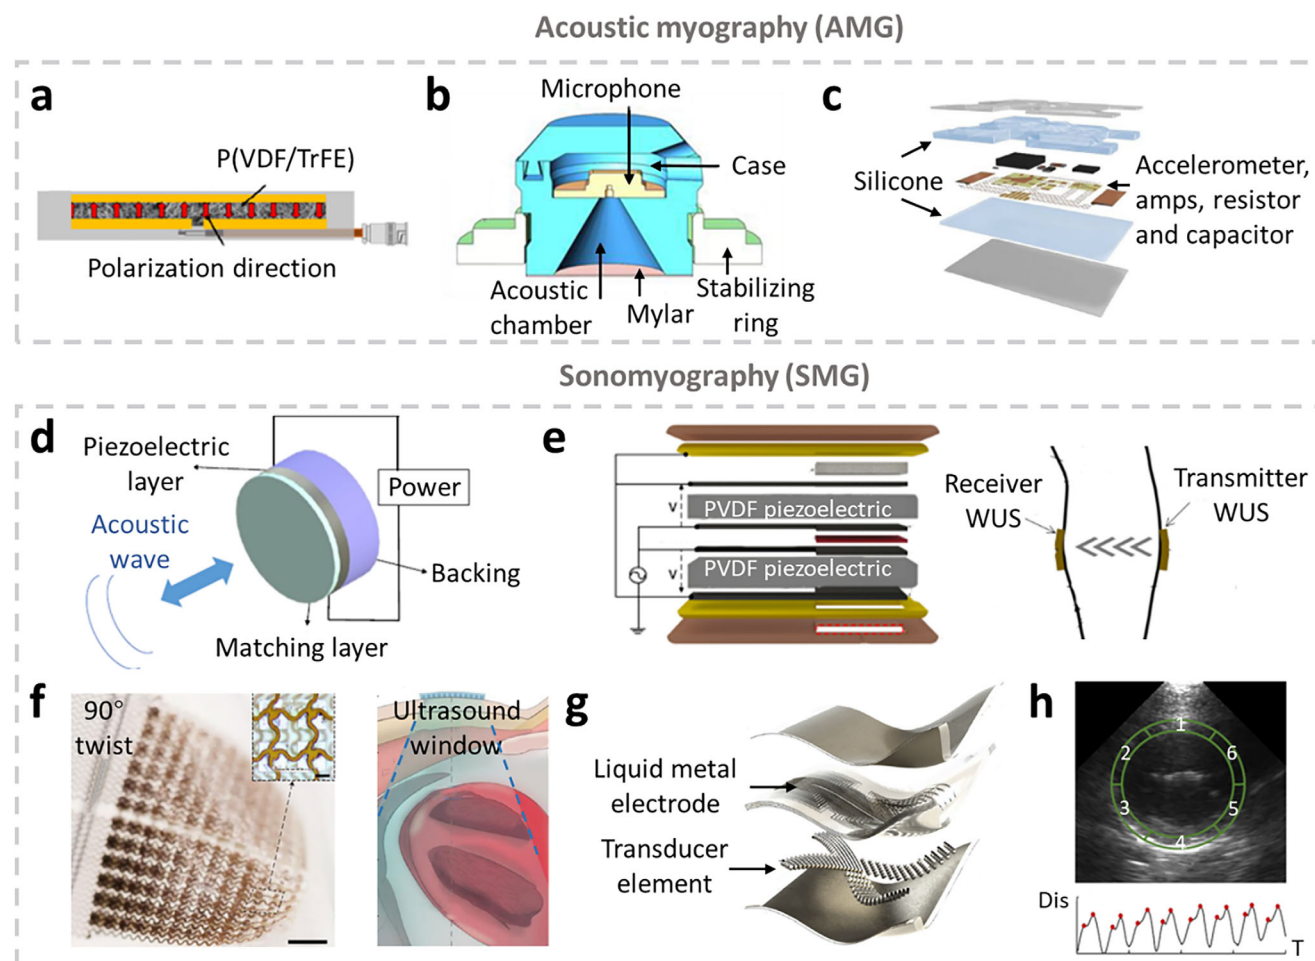 Acoustic myography (AMG)
a
P(VDF/TrFE)
Polarization direction
b
Microphone
Case
Acoustic
chamber
Mylar
Stabilizing
ring
c
Silicone
Accelerometer,
amps, resistor
and capacitor
Sonomyography (SMG)
d
Piezoelectric
layer
Power
Acoustic
wave
Backing
Matching layer
e
V
PVDF piezoelectric
V
PVDF piezoelectric
Receiver
WUS
Transmitter
WUS
f
90°
twist
Ultrasound
window
g
Liquid metal
electrode
Transducer
element
h
1
2
6
3
5
4
Dis
T